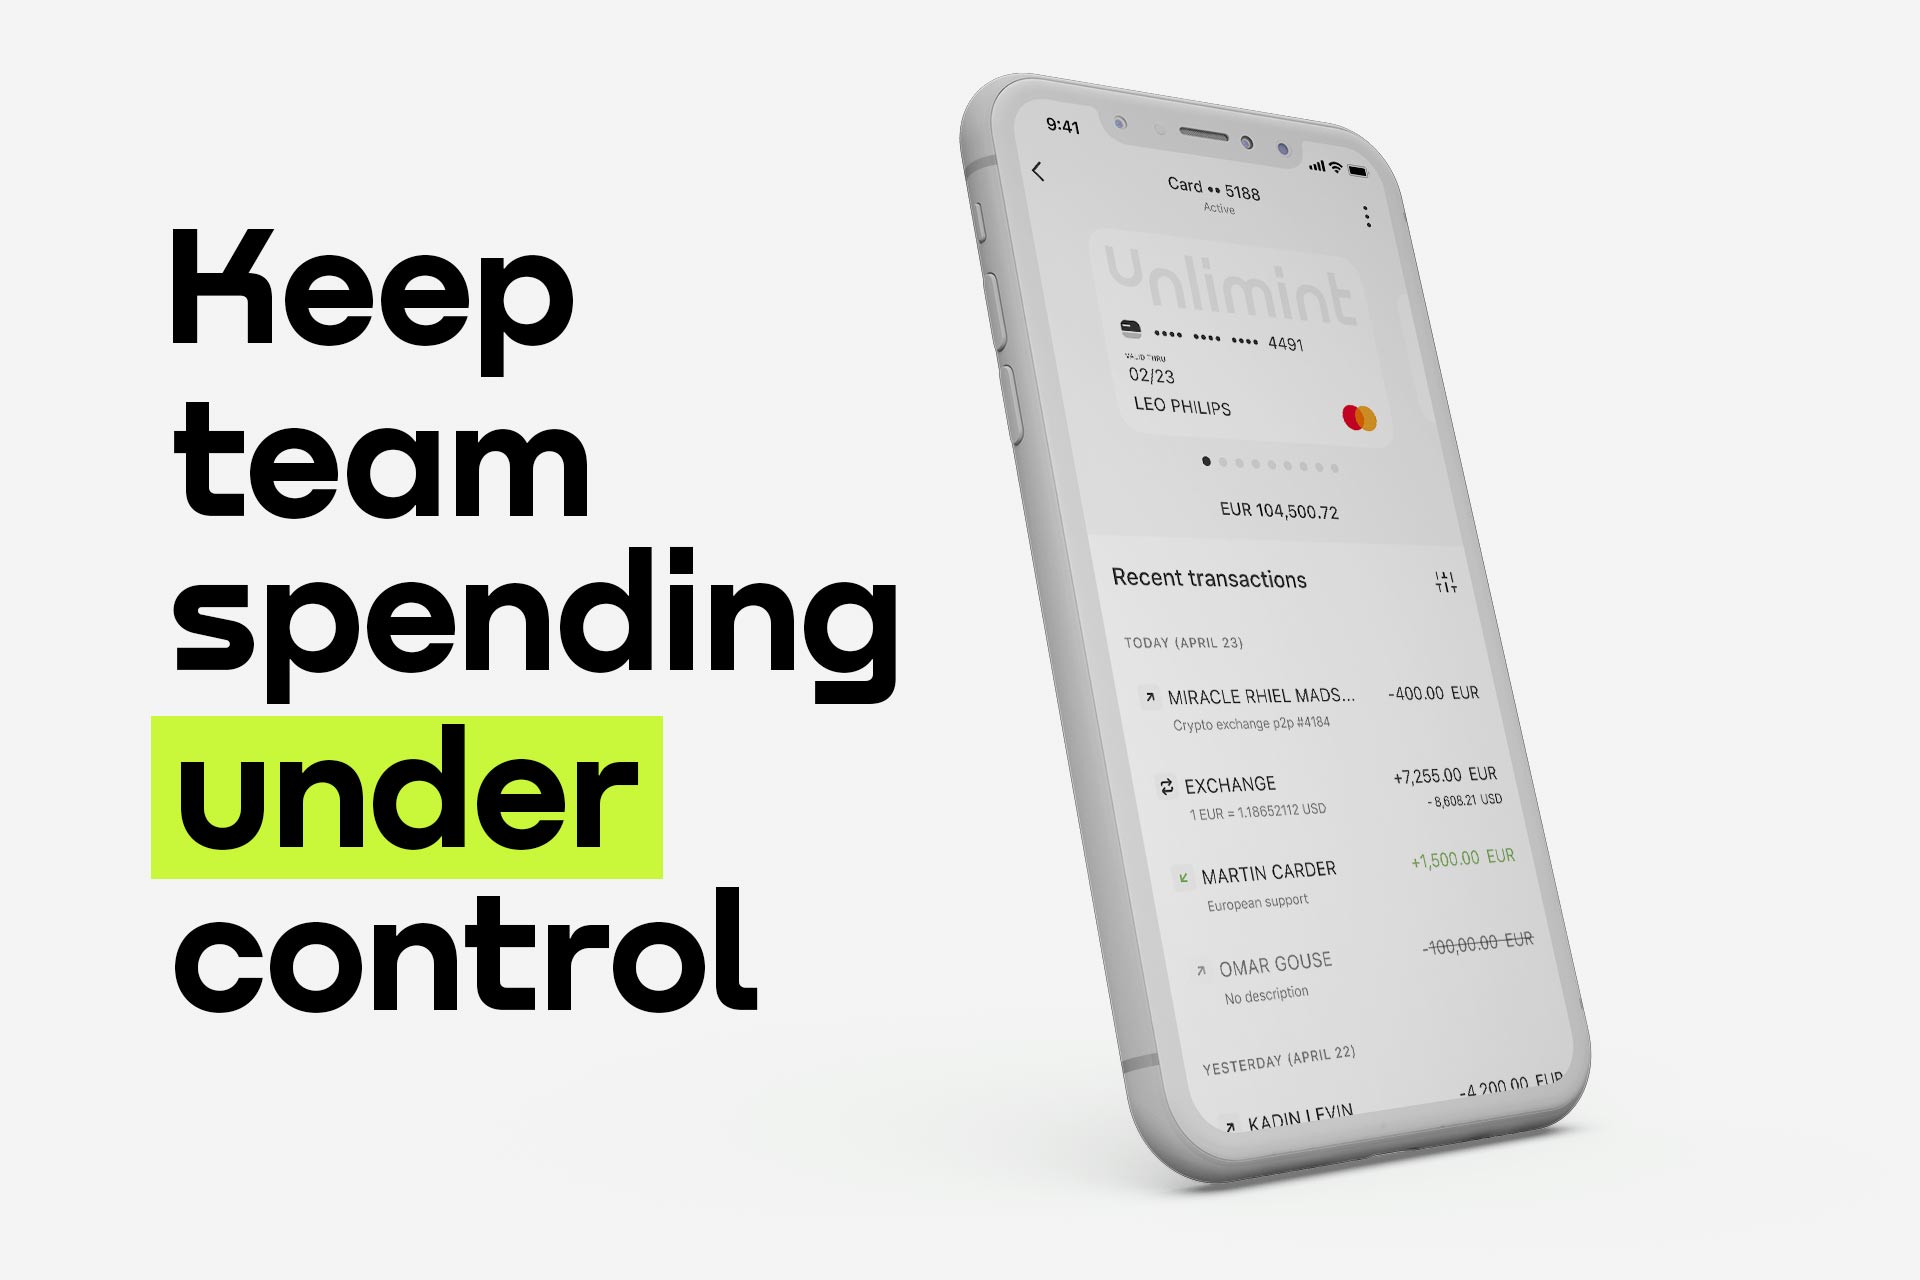 Keep
team
spending
under
control
9:41
Card •• 5188
Active
Unlimint
•••• •••• •••• 4491
VALID THRU
02/23
LEO PHILIPS
EUR 104,500.72
Recent transactions
TODAY (APRIL 23)
MIRACLE RHIEL MADS... -400.00 EUR
Crypto exchange p2p #4184
EXCHANGE +7,255.00 EUR
1 EUR = 1.18652112 USD - 8,608.21 USD
MARTIN CARDER +1,500.00 EUR
European support
OMAR GOUSE -100,00.00 EUR
No description
YESTERDAY (APRIL 22)
KADIN LEVIN -4,200.00 EUR